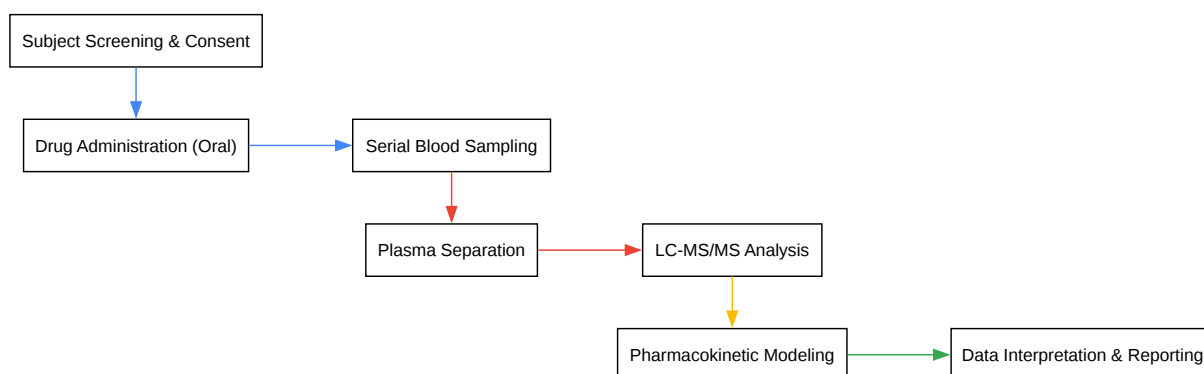 Subject Screening & Consent
Drug Administration (Oral)
Serial Blood Sampling
Plasma Separation
LC-MS/MS Analysis
Pharmacokinetic Modeling
Data Interpretation & Reporting